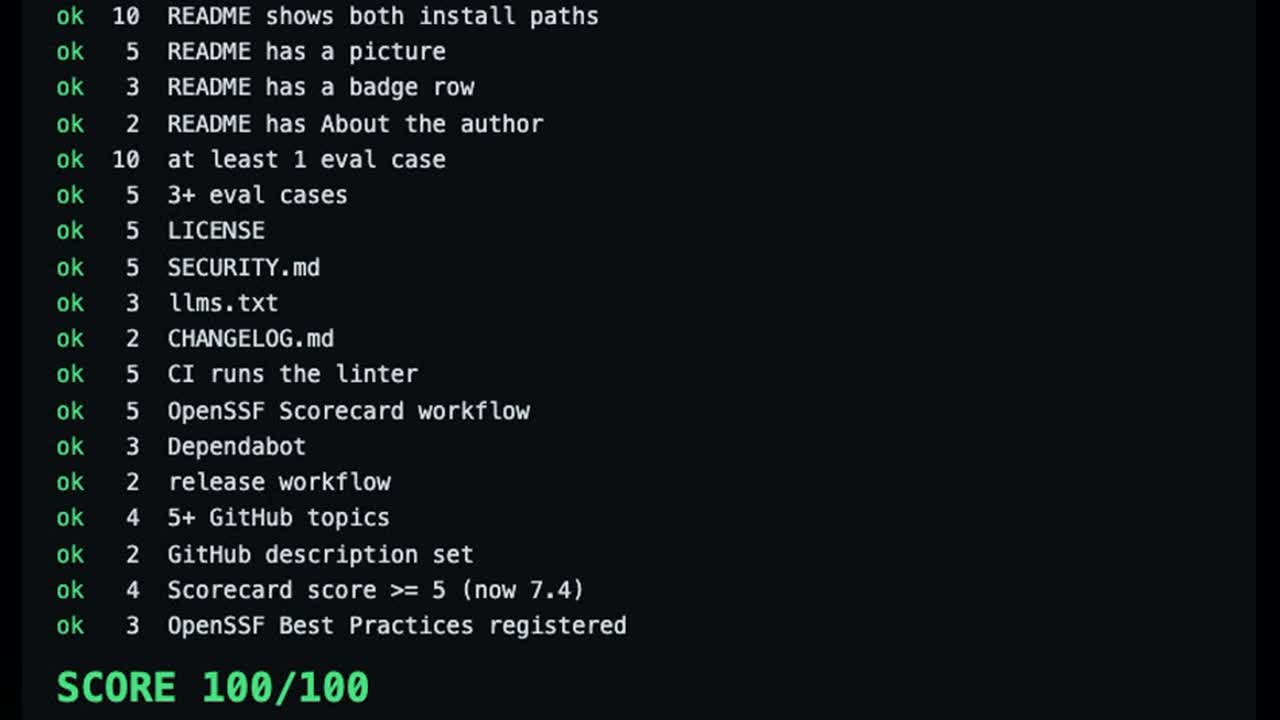 ok  10  README shows both install paths
ok   5  README has a picture
ok   3  README has a badge row
ok   2  README has About the author
ok  10  at least 1 eval case
ok   5  3+ eval cases
ok   5  LICENSE
ok   5  SECURITY.md
ok   3  llms.txt
ok   2  CHANGELOG.md
ok   5  CI runs the linter
ok   5  OpenSSF Scorecard workflow
ok   3  Dependabot
ok   2  release workflow
ok   4  5+ GitHub topics
ok   2  GitHub description set
ok   4  Scorecard score >= 5 (now 7.4)
ok   3  OpenSSF Best Practices registered
SCORE 100/100